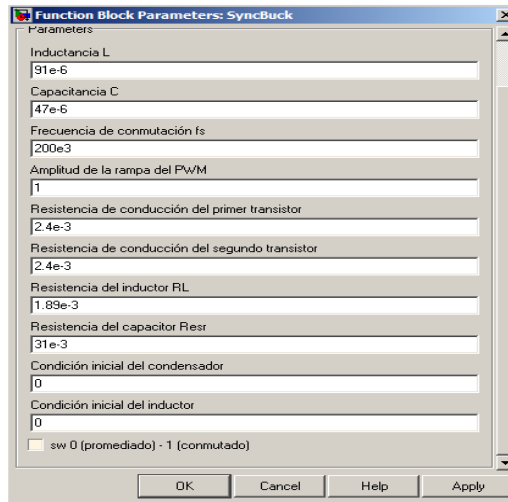 Function Block Parameters: SyncBuck
Parameters
Inductancia L
91e-6
Capacitancia C
47e-6
Frecuencia de conmutación fs
200e3
Amplitud de la rampa del PWM
1
Resistencia de conducción del primer transistor
2.4e-3
Resistencia de conducción del segundo transistor
2.4e-3
Resistencia del inductor RL
1.89e-3
Resistencia del capacitor Resr
31e-3
Condición inicial del condensador
0
Condición inicial del inductor
0
sw 0 (promediado) - 1 (conmutado)
OK Cancel Help Apply